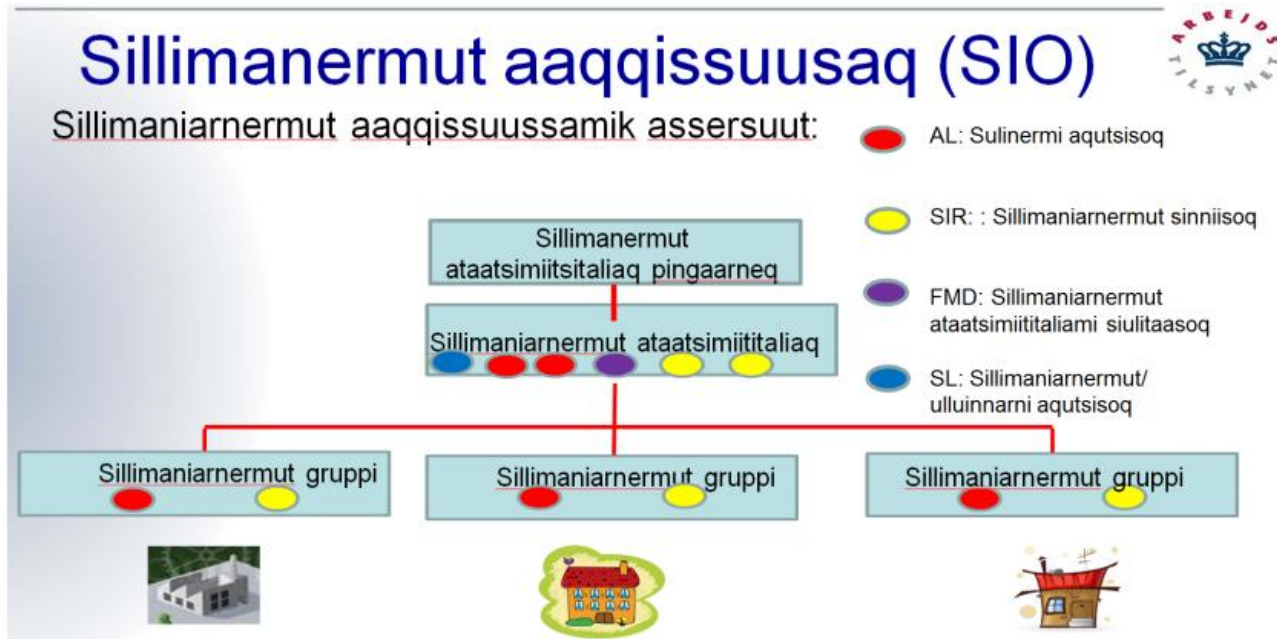 Sillimanermut aaqqissuusaq (SIO)
ARBEJDS
TILSYNET
Sillimaniarnermut aaqqissuussamik assersuut:
AL: Sulinermi aqutsisoq
SIR: : Sillimaniarnermut sinniisoq
FMD: Sillimaniarnermut
ataatsimiititaliami siulitaasoq
SL: Sillimaniarnermut/
ulluinnarni aqutsisoq
Sillimanermut
ataatsimiitsitaliaq pingaarneq
Sillimaniarnermut ataatsimiititaliaq
Sillimaniarnermut gruppi
Sillimaniarnermut gruppi
Sillimaniarnermut gruppi